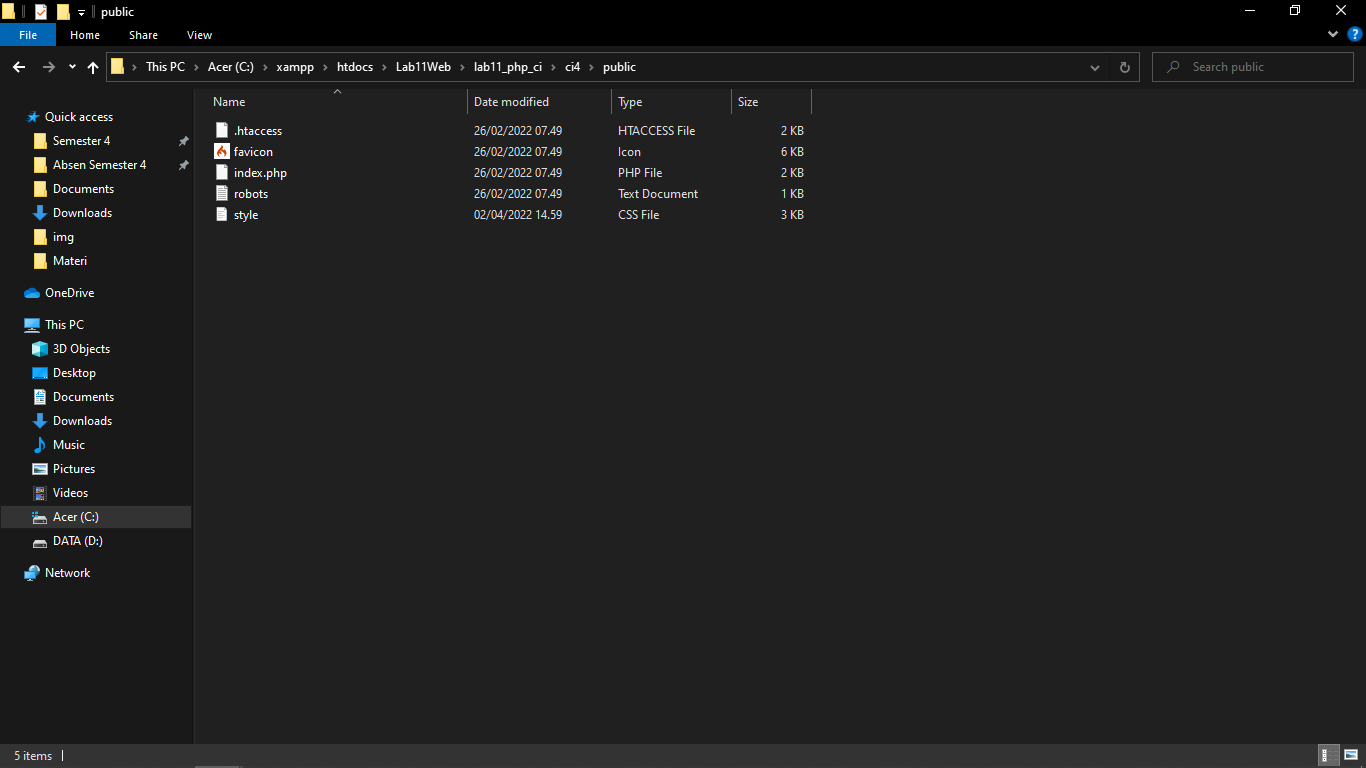 public
File Home Share View
This PC Acer (C:) xampp htdocs Lab11Web lab11_php_ci ci4 public Search public
Name Date modified Type Size
.htaccess 26/02/2022 07.49 HTACCESS File 2 KB
favicon 26/02/2022 07.49 Icon 6 KB
index.php 26/02/2022 07.49 PHP File 2 KB
robots 26/02/2022 07.49 Text Document 1 KB
style 02/04/2022 14.59 CSS File 3 KB
Quick access
Semester 4
Absen Semester 4
Documents
Downloads
img
Materi
OneDrive
This PC
3D Objects
Desktop
Documents
Downloads
Music
Pictures
Videos
Acer (C:)
DATA (D:)
Network
5 items